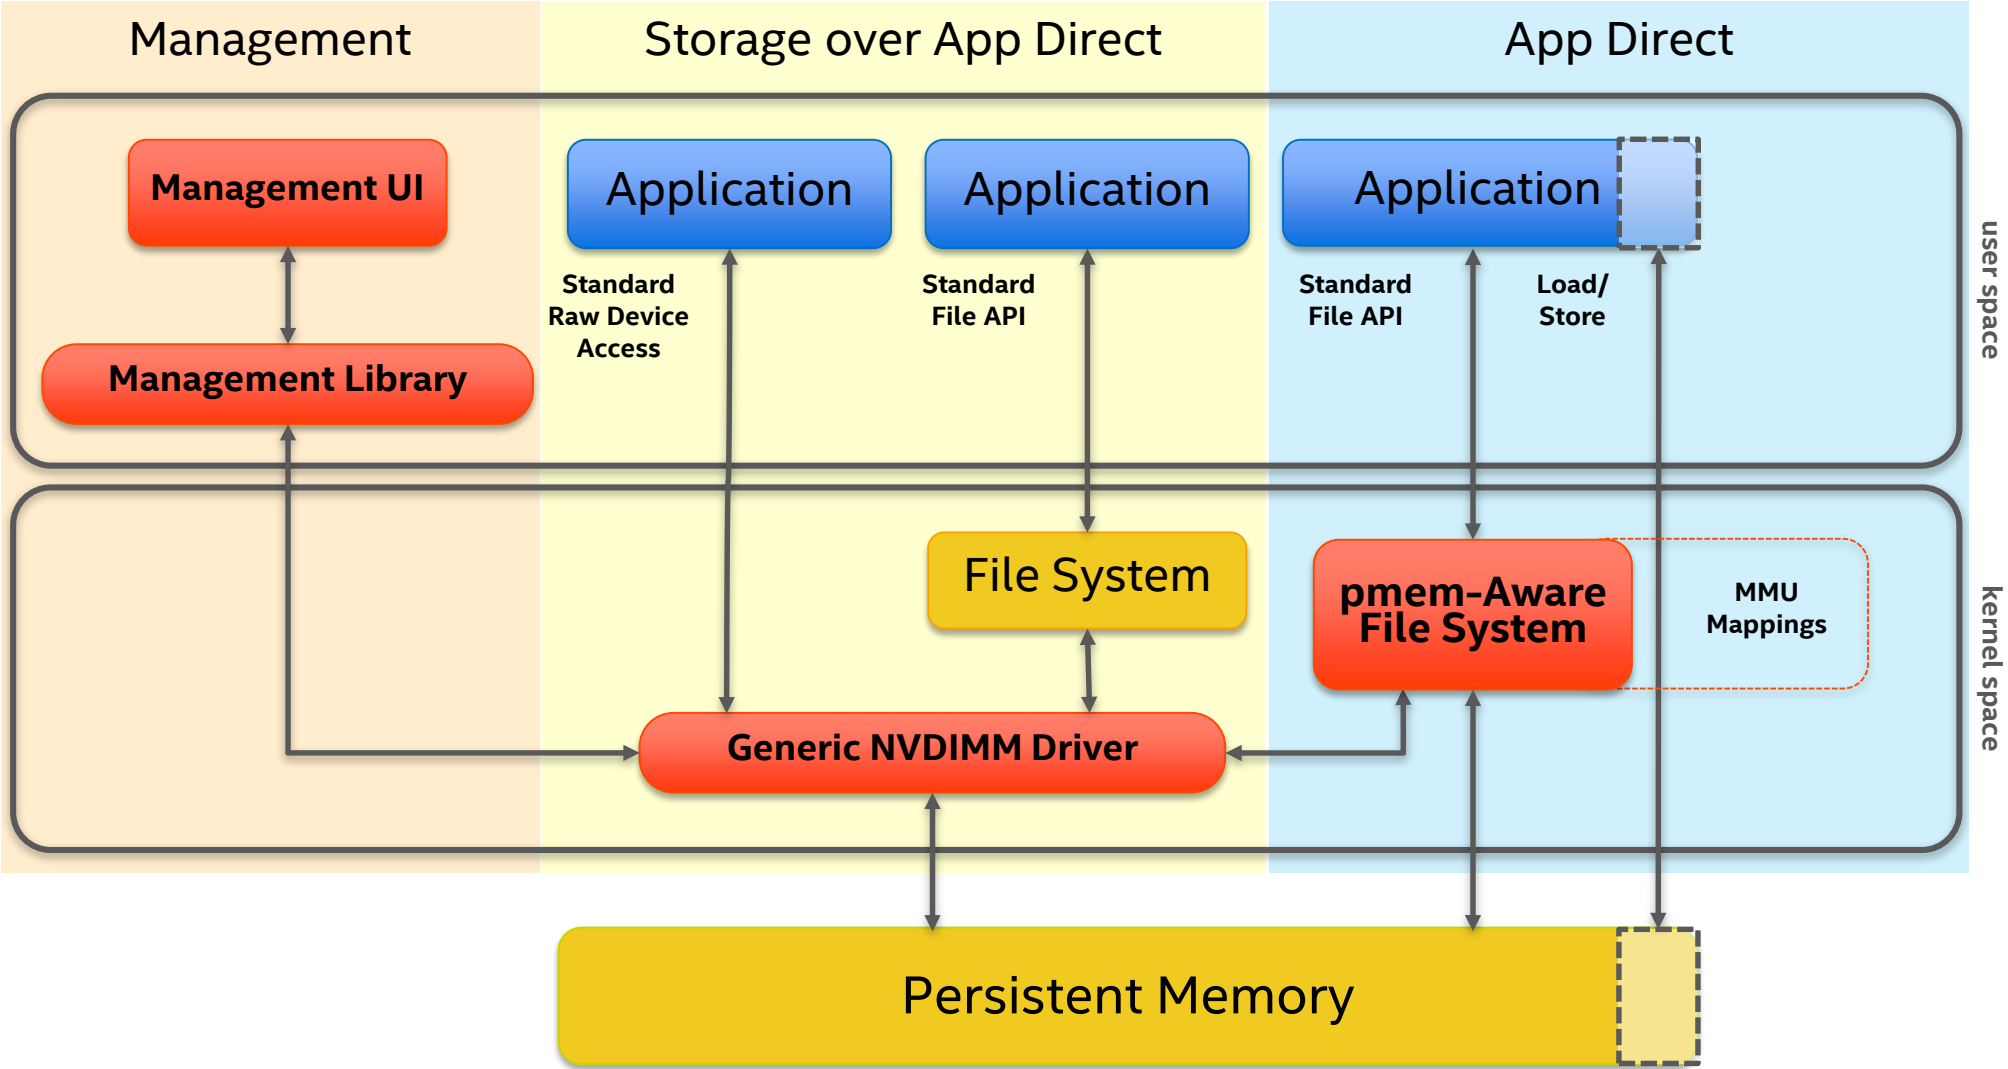 Management
Storage over App Direct
App Direct
Management UI
Application
Application
Application
Standard
Raw Device
Access
Standard
File API
Standard
File API
Load/
Store
user space
Management Library
File System
pmem-Aware
File System
MMU
Mappings
kernel space
Generic NVDIMM Driver
Persistent Memory